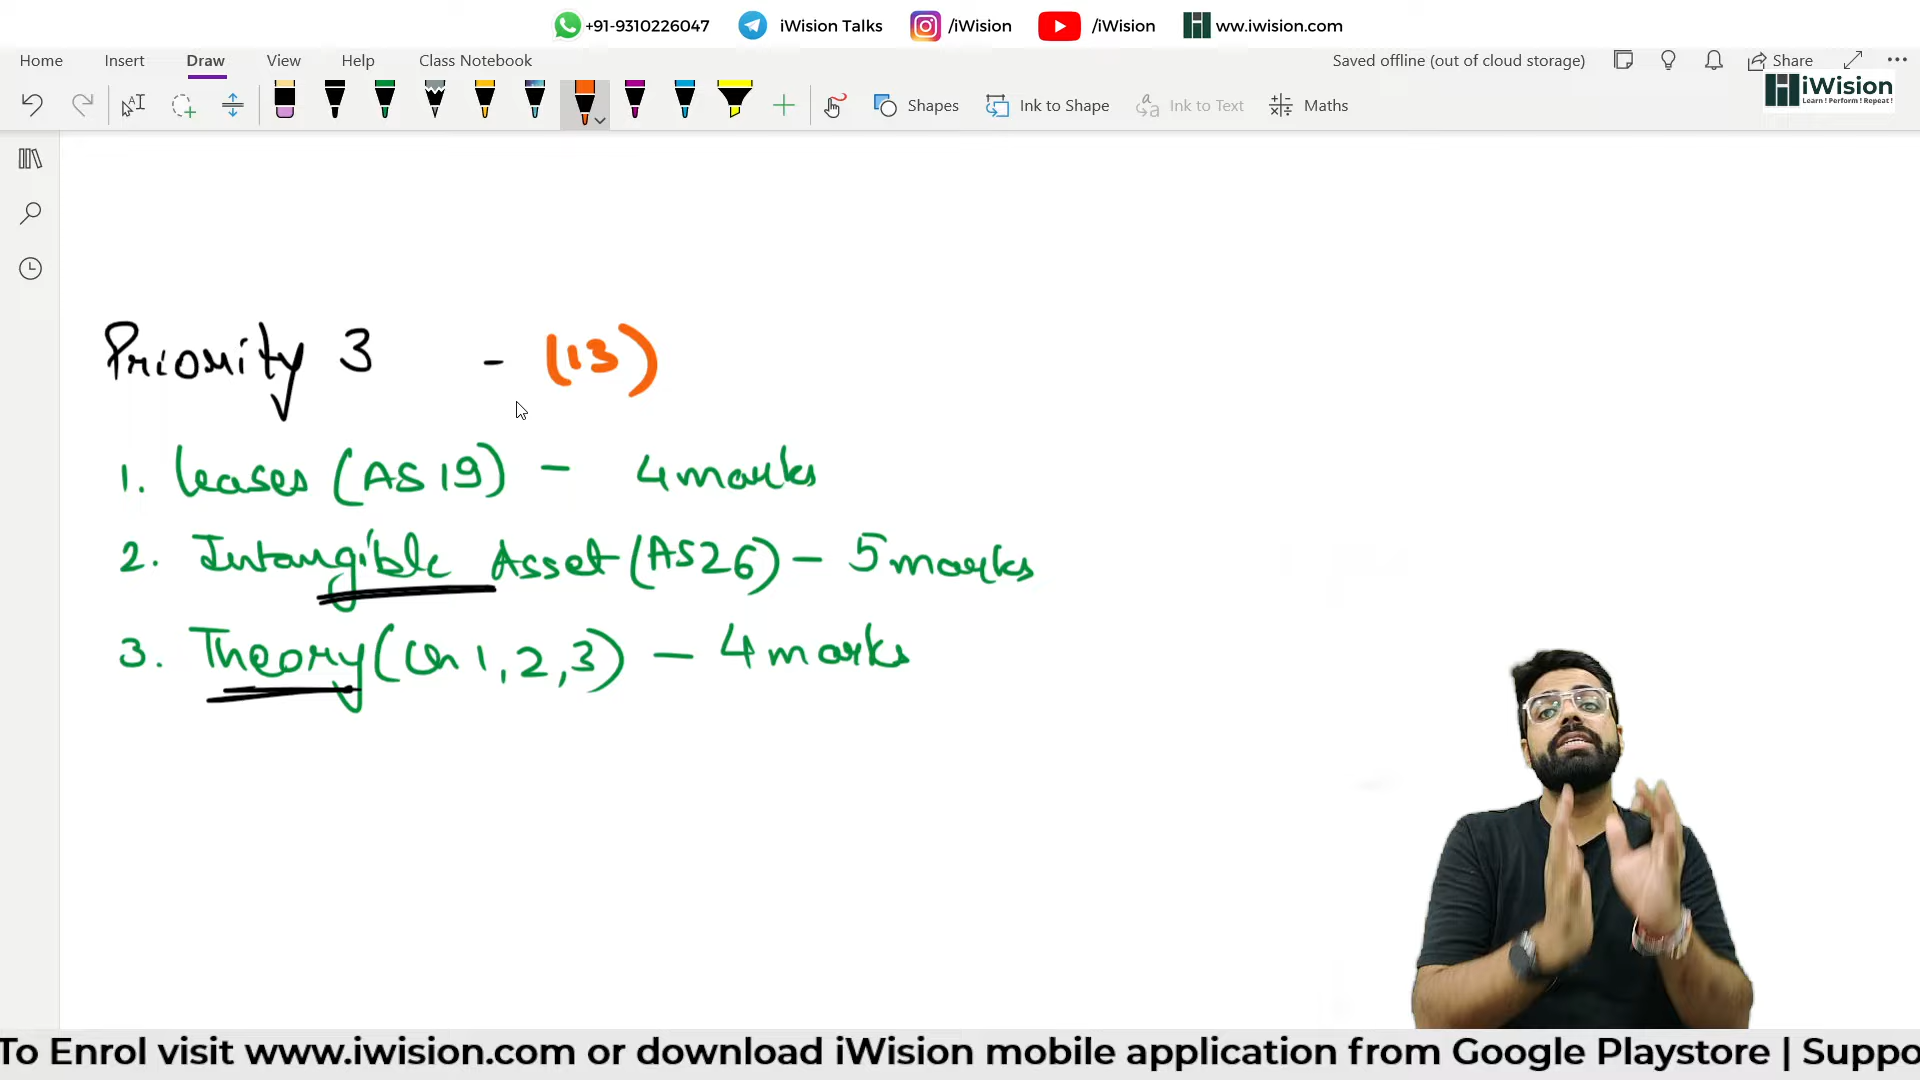 +91-9310226047 iWision Talks /iWision /iWision ww.iwision.com
Home Insert Draw View Help Class Notebook Saved offline (out of cloud storage) Share
Shapes Ink to Shape Ink to Text Maths
iWision
Learn ! Perform ! Repeat !
Priority 3 - (13)
1. Leases (AS 19) - 4 marks
2. Intangible Asset (AS26) - 5 marks
3. Theory (Ch 1, 2, 3) - 4 marks
To Enrol visit www.iwision.com or download iWision mobile application from Google Playstore | Suppo